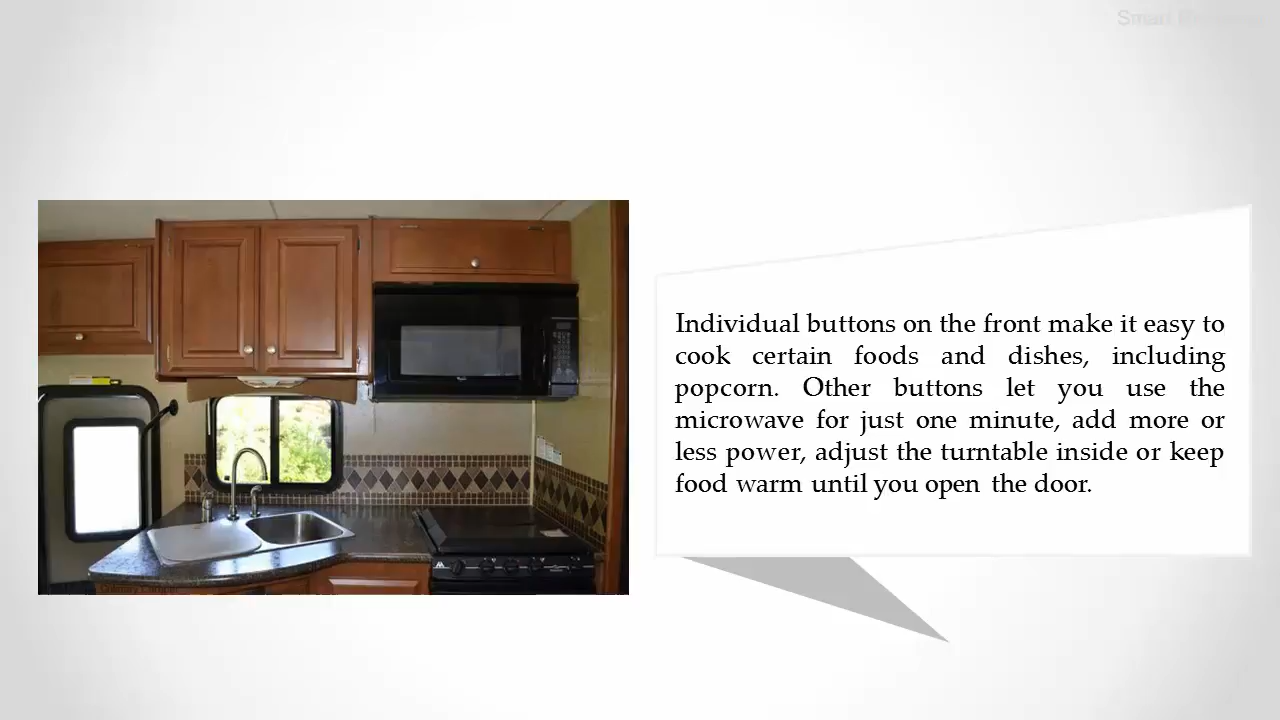 Smart
Individual buttons on the front make it easy to
cook certain foods and dishes, including
popcorn. Other buttons let you use the
microwave for just one minute, add more or
less power, adjust the turntable inside or keep
food warm until you open the door.